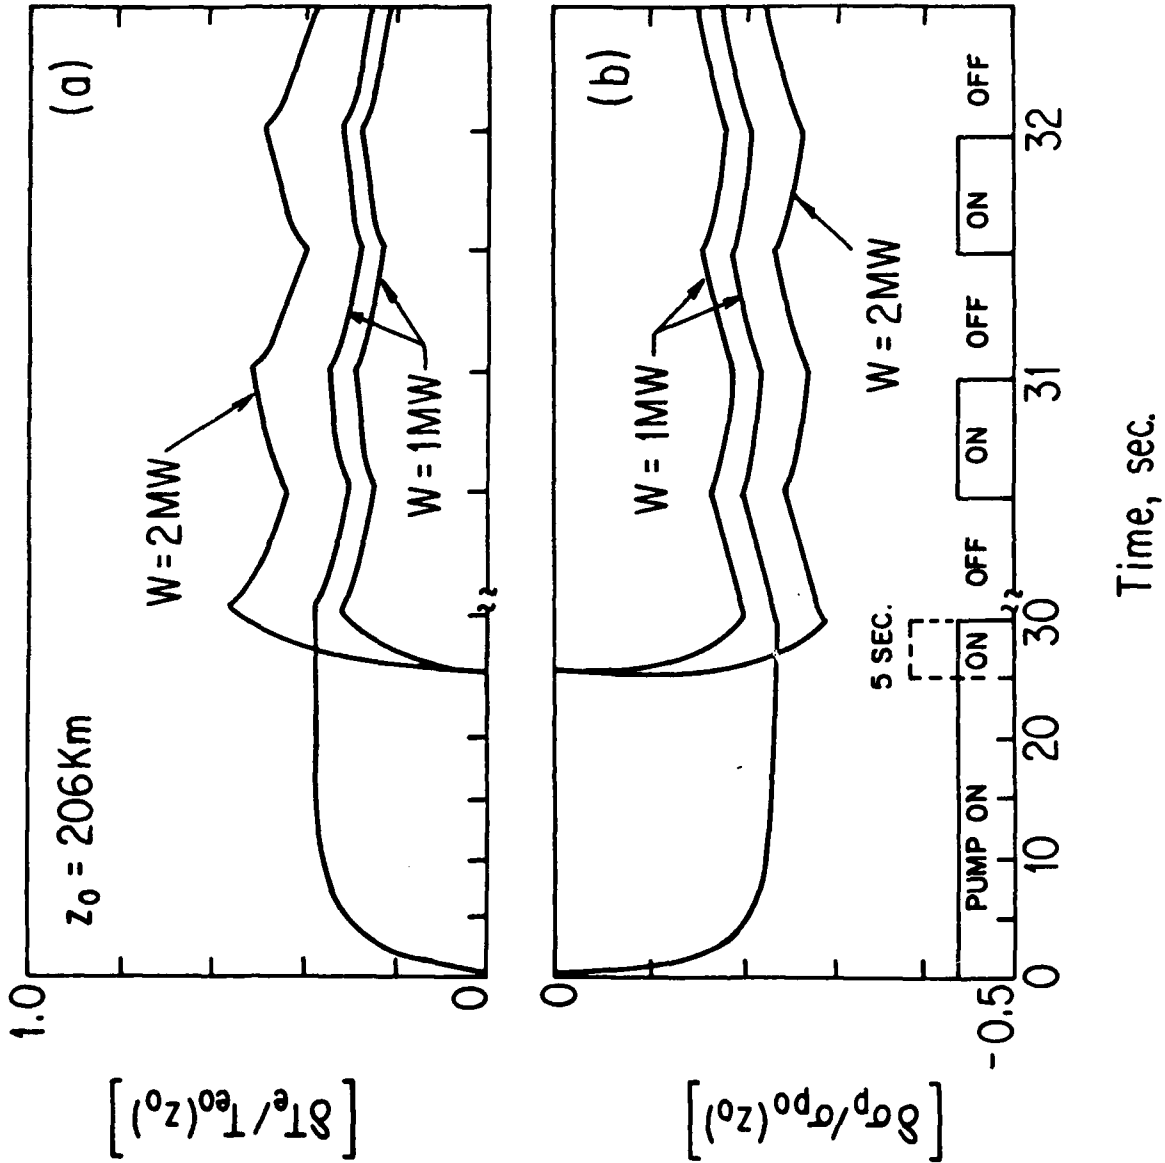 1.0
(a)
z₀ = 206Km
W = 2MW
W = 1MW
0
[δTₑ/Tₑ₀(z₀)]
0
(b)
W = 1MW
W = 2MW
5 SEC.
PUMP ON
ON
OFF
ON
OFF
ON
OFF
-0.5
[δσₚ/σₚ₀(z₀)]
0
10
20
30
31
32
Time, sec.